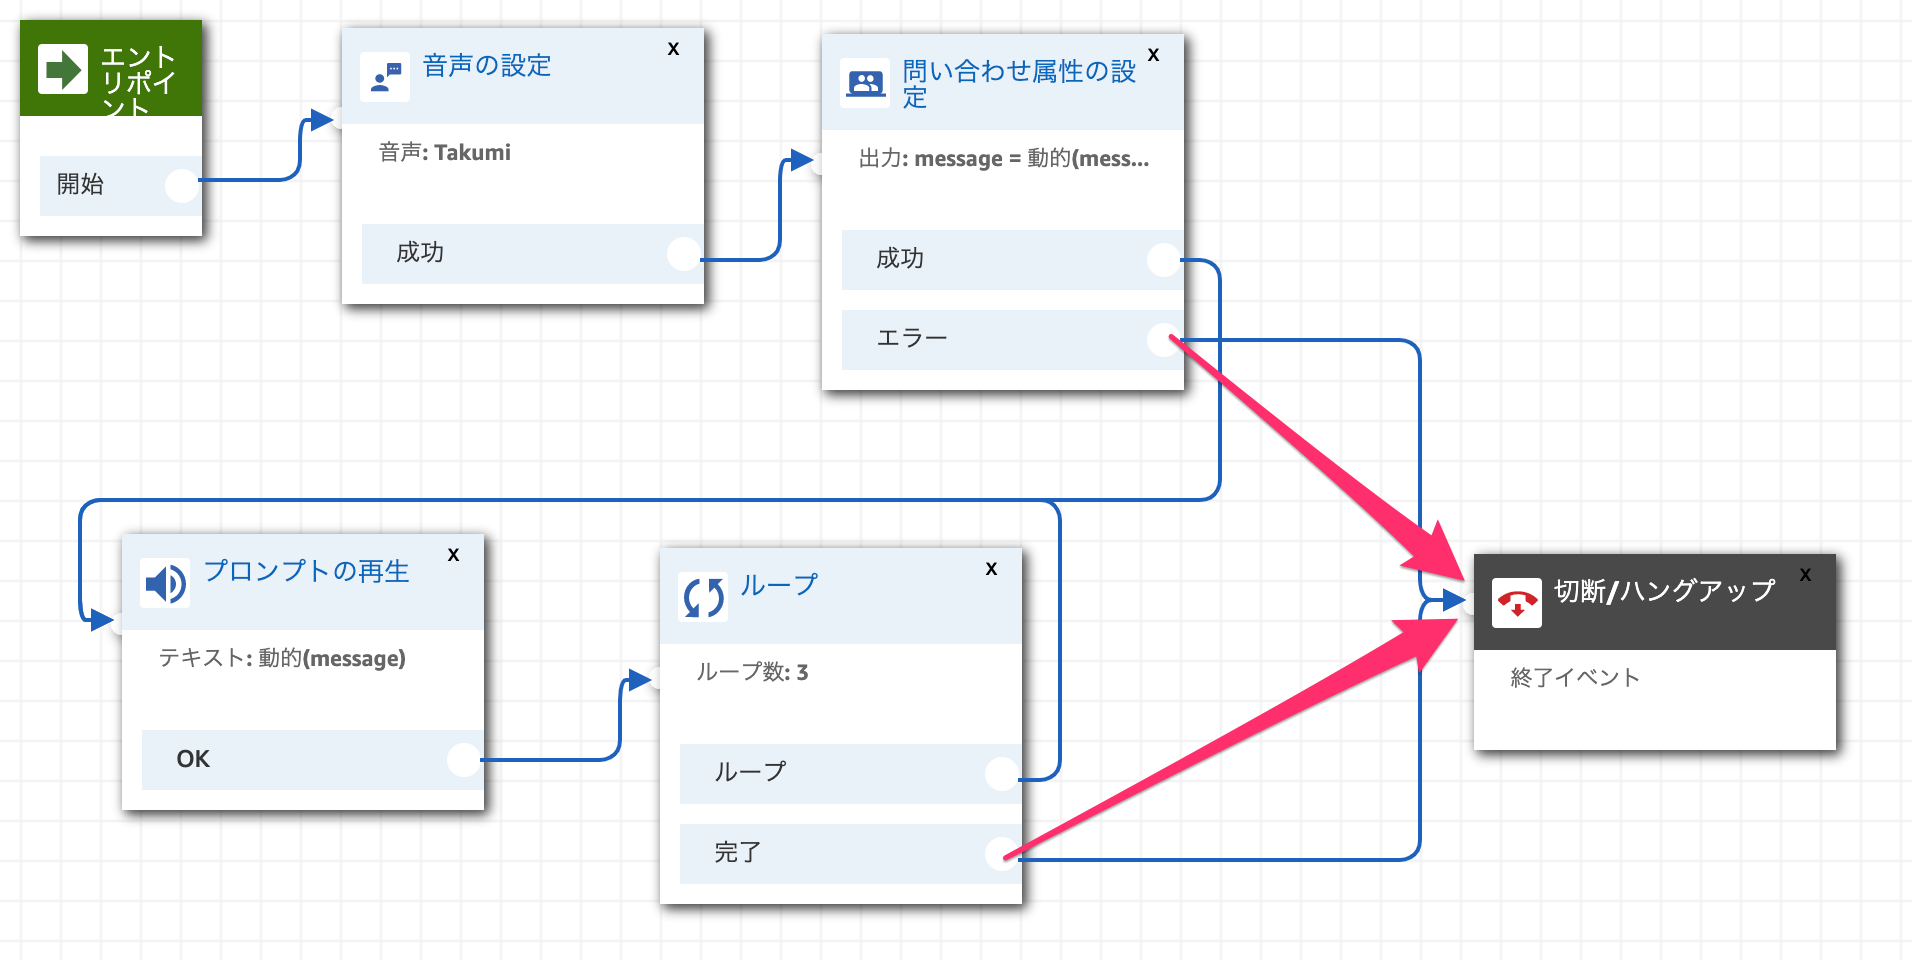 エント
リポイ
ント
開始
音声の設定
X
音声: Takumi
成功
問い合わせ属性の設
定
X
出力: message = 動的(mess...
成功
エラー
プロンプトの再生
X
テキスト: 動的(message)
OK
ループ
X
ループ数: 3
ループ
完了
切断/ハングアップ
X
終了イベント